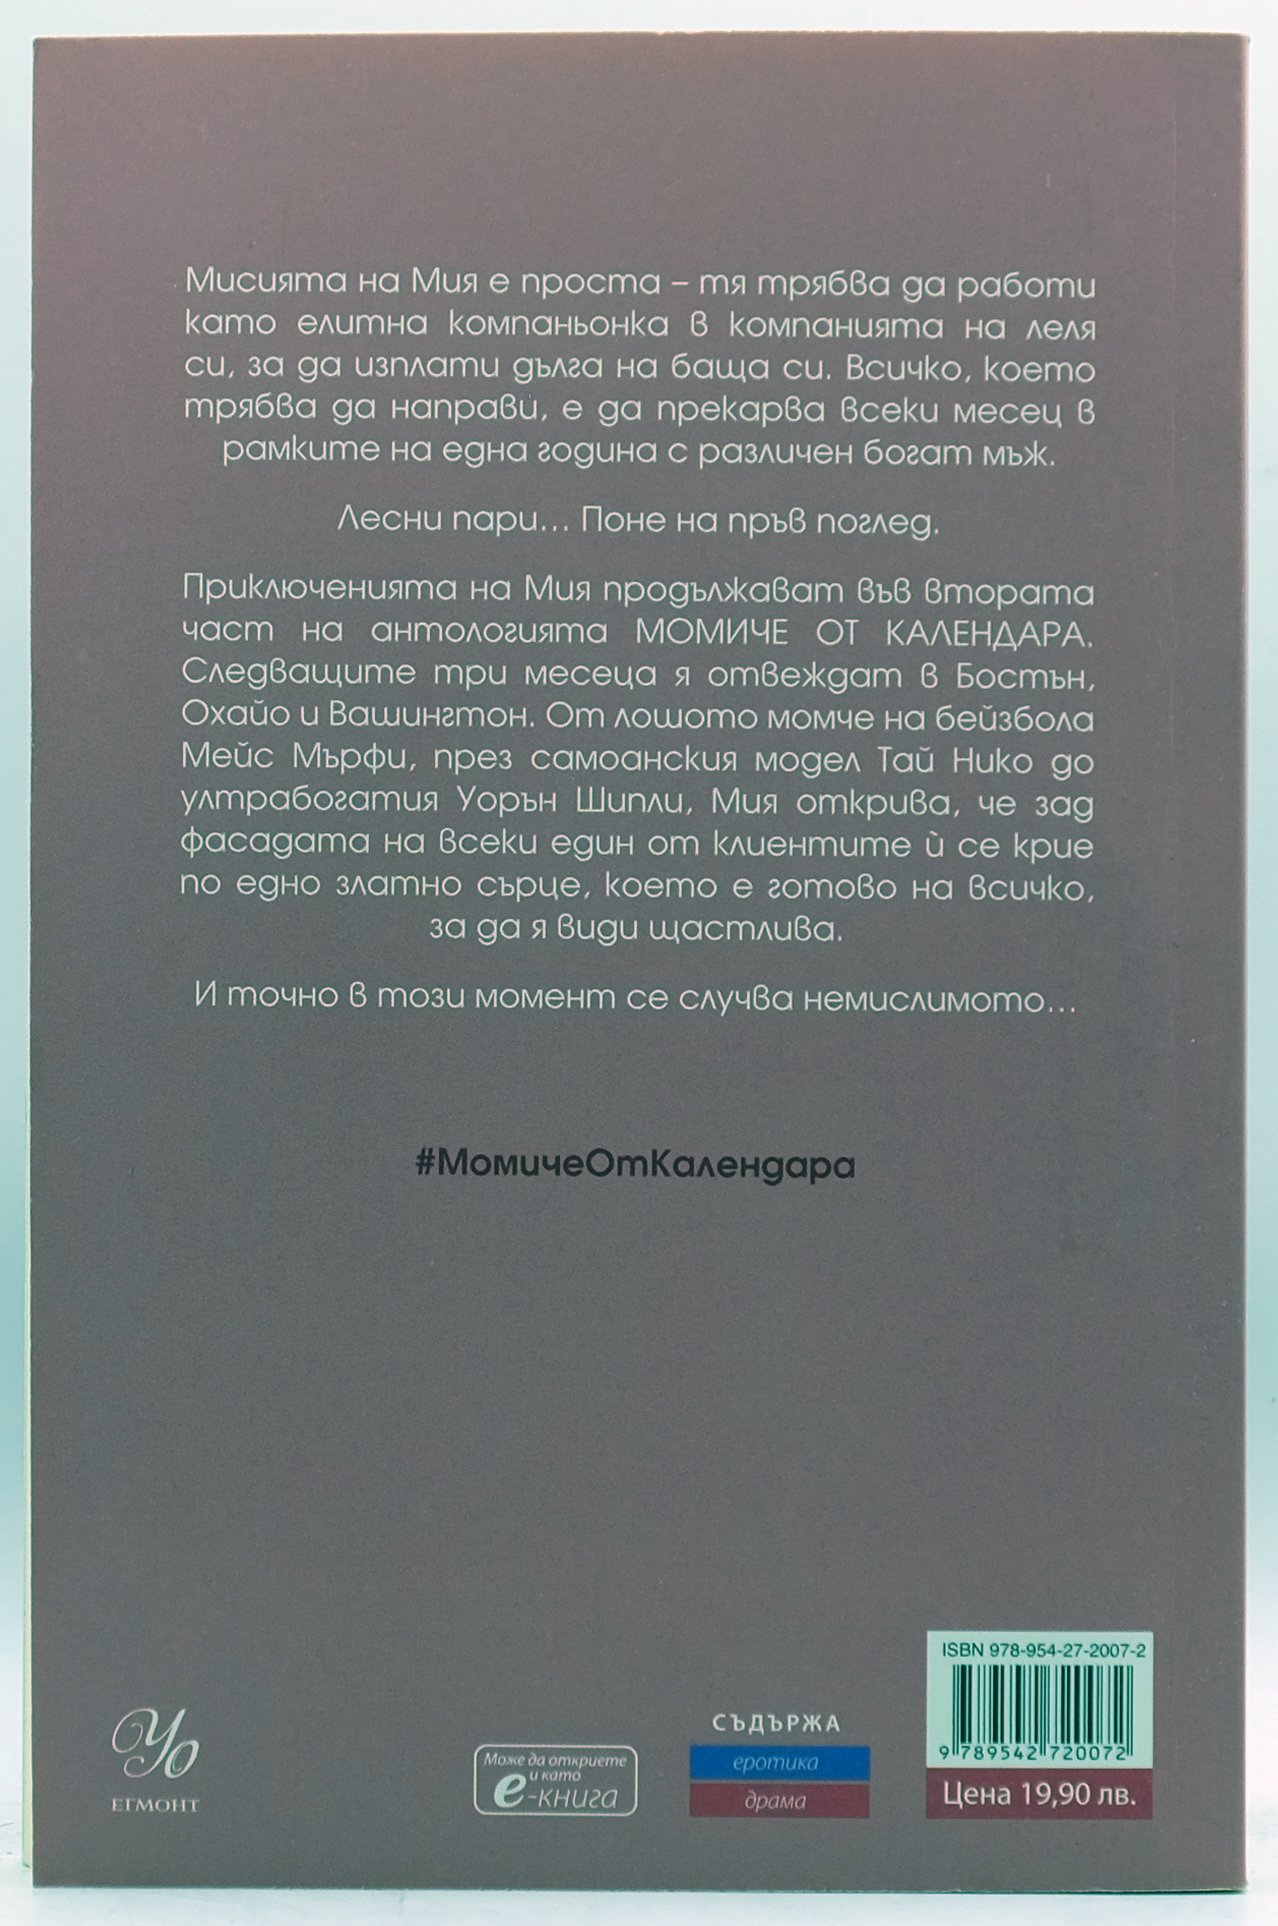 Мисията на Мия е проста – тя трябва да работи
като елитна компаньонка в компанията на леля
си, за да изплати дълга на баща си. Всичко, което
трябва да направи, е да прекарва всеки месец в
рамките на една година с различен богат мъж.
Лесни пари... Поне на пръв поглед.
Приключенията на Мия продължават във втората
част на антологията МОМИЧЕ ОТ КАЛЕНДАРА.
Следващите три месеца я отвеждат в Бостън,
Охайо и Вашингтон. От лошото момче на бейзбола
Мейс Мърфи, през самоанския модел Тай Нико до
ултрабогатия Уорън Шипли, Мия открива, че зад
фасадата на всеки един от клиентите ѝ се крие
по едно златно сърце, което е готово на всичко,
за да я види щастлива.
И точно в този момент се случва немислимото...
#МомичеОтКалендара
ISBN 978-954-27-2007-2
9 789542 720072
Цена 19,90 лв.
СЪДЪРЖА
еротика
драма
Може да откриете
и като
е-книга
Уо
ЕГМОНТ